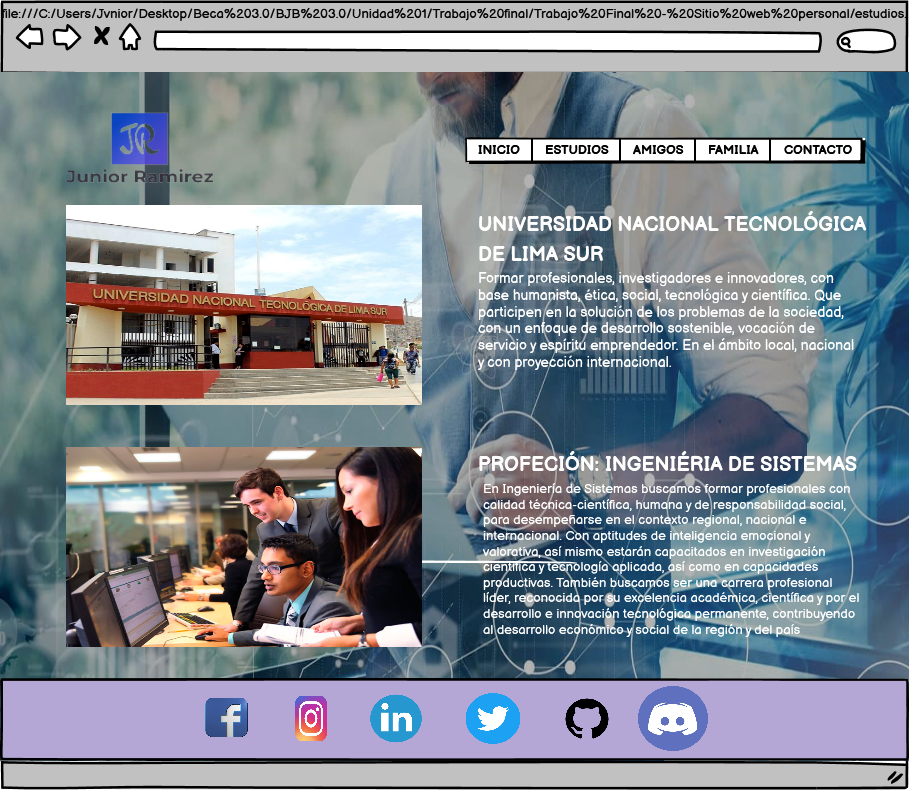 file:///C:/Users/Jvnior/Desktop/Beca%203.0/BJB%203.0/Unidad%201/Trabajo%20final/Trabajo%20Final%20-%20Sitio%20web%20personal/estudios.
JR
Junior Ramirez
INICIO
ESTUDIOS
AMIGOS
FAMILIA
CONTACTO
UNIVERSIDAD NACIONAL TECNOLÓGICA DE LIMA SUR
UNIVERSIDAD NACIONAL TECNOLÓGICA
DE LIMA SUR
Formar profesionales, investigadores e innovadores, con
base humanista, ética, social, tecnológica y científica. Que
participen en la solución de los problemas de la sociedad,
con un enfoque de desarrollo sostenible, vocación de
servicio y espíritu emprendedor. En el ámbito local, nacional
y con proyección internacional.
PROFECIÓN: INGENIÉRIA DE SISTEMAS
En Ingeniería de Sistemas buscamos formar profesionales con
calidad técnica-científica, humana y de responsabilidad social,
para desempeñarse en el contexto regional, nacional e
internacional. Con aptitudes de inteligencia emocional y
valorativa, así mismo estarán capacitados en investigación
científica y tecnología aplicada, así como en capacidades
productivas. También buscamos ser una carrera profesional
líder, reconocida por su excelencia académica, científica y por el
desarrollo e innovación tecnológica permanente, contribuyendo
al desarrollo económico y social de la región y del país
f
in